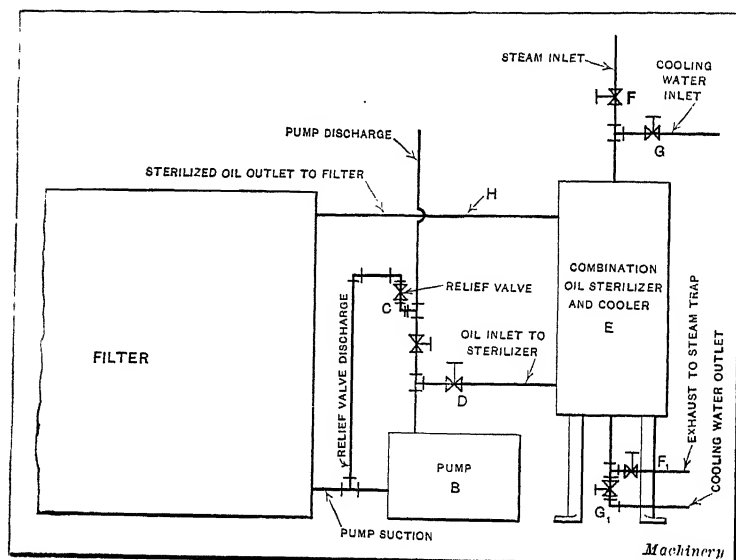 STEAM INLET
COOLING
WATER
INLET
F
PUMP DISCHARGE
G
STERILIZED OIL OUTLET TO FILTER
H
COMBINATION
OIL STERILIZER
AND COOLER
E
RELIEF VALVE
C
RELIEF VALVE DISCHARGE
OIL INLET TO
STERILIZER
FILTER
D
EXHAUST TO STEAM TRAP
COOLING WATER OUTLET
PUMP
B
F1
G1
PUMP SUCTION
Machinery